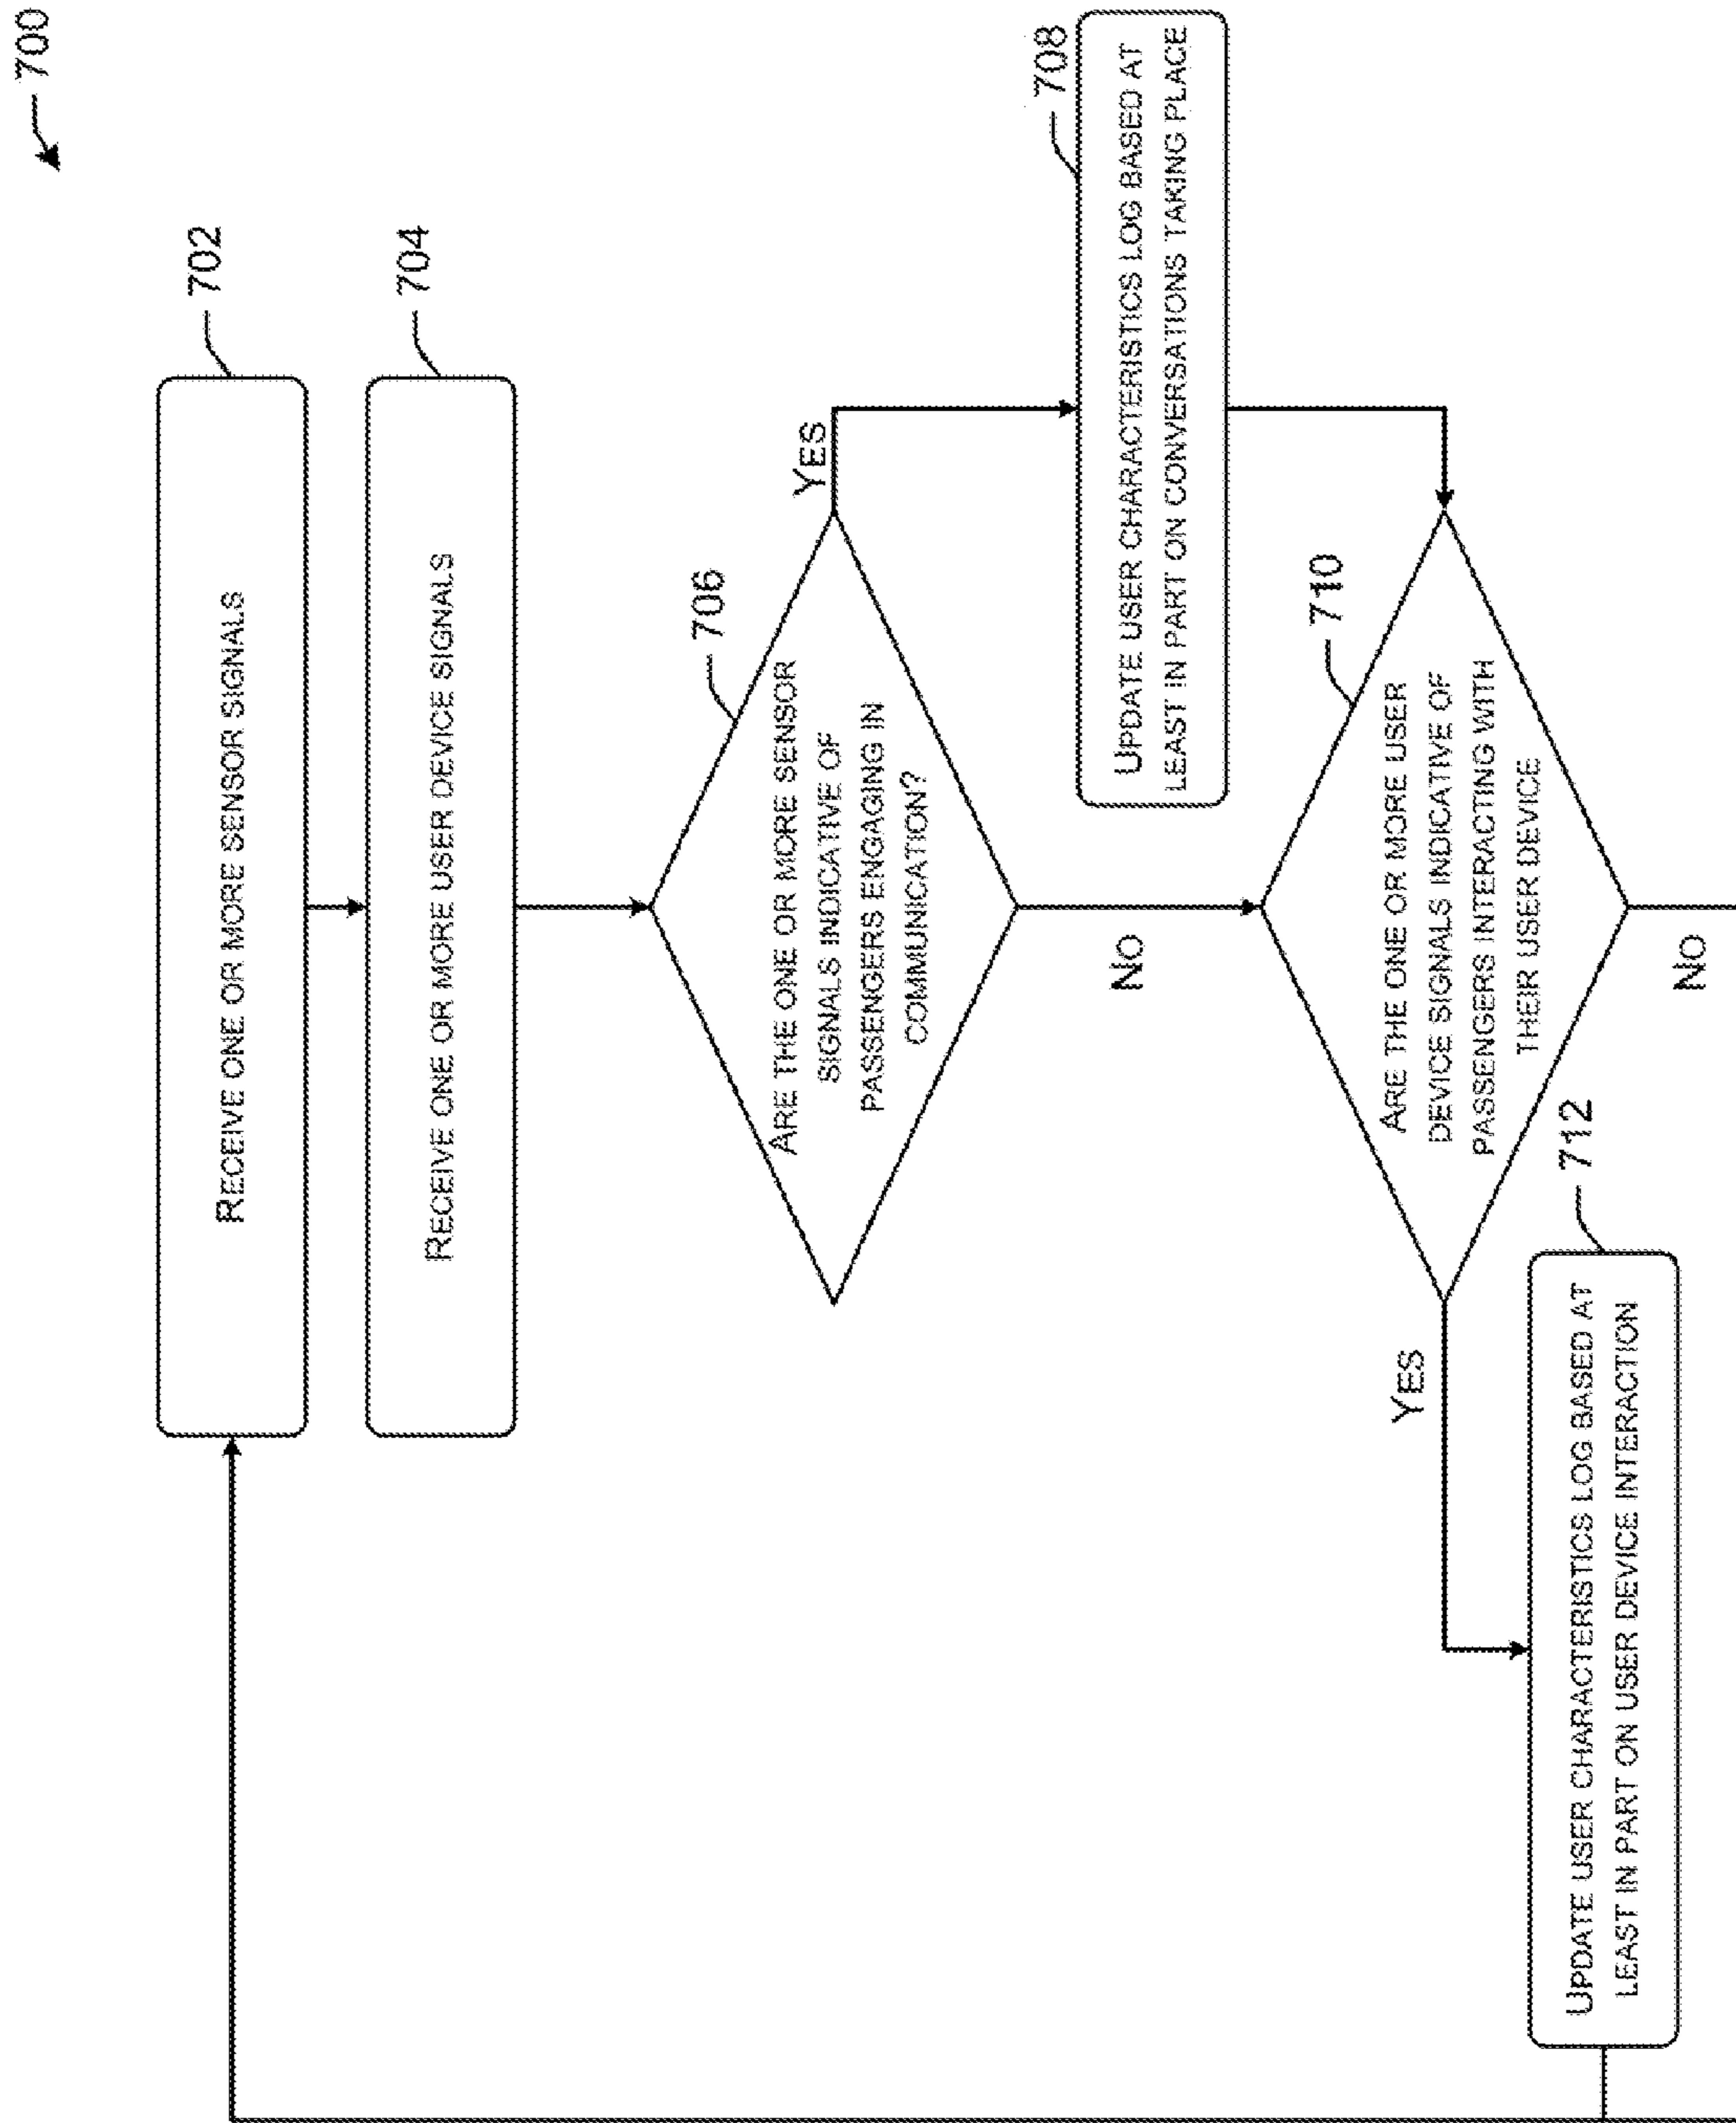 700
RECEIVE ONE OR MORE SENSOR SIGNALS
702
RECEIVE ONE OR MORE USER DEVICE SIGNALS
704
ARE THE ONE OR MORE SENSOR
SIGNALS INDICATIVE OF
PASSENGERS ENGAGING IN
COMMUNICATION?
706
YES
NO
708
UPDATE USER CHARACTERISTICS LOG BASED AT
LEAST IN PART ON CONVERSATIONS TAKING PLACE
710
ARE THE ONE OR MORE USER
DEVICE SIGNALS INDICATIVE OF
PASSENGERS INTERACTING WITH
THEIR USER DEVICE
YES
NO
712
UPDATE USER CHARACTERISTICS LOG BASED AT
LEAST IN PART ON USER DEVICE INTERACTION